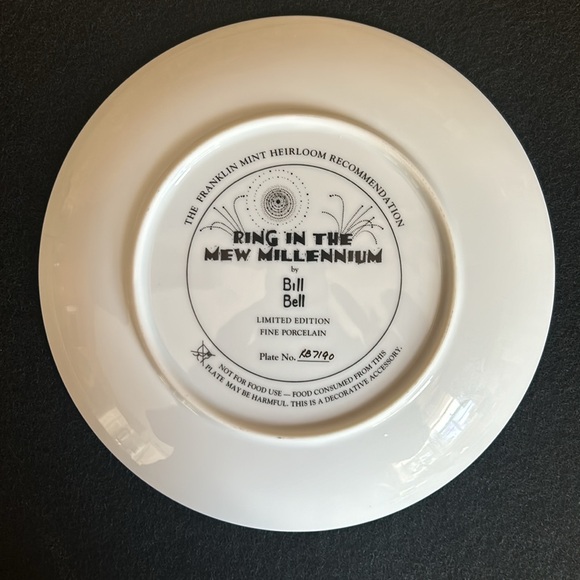 THE FRANKLIN MINT HEIRLOOM RECOMMENDATION
RING IN THE
MEW MILLENNIUM
by
Bill
Bell
LIMITED EDITION
FINE PORCELAIN
Plate No. RB7190
NOT FOR FOOD USE — FOOD CONSUMED FROM THIS
PLATE MAY BE HARMFUL. THIS IS A DECORATIVE ACCESSORY.